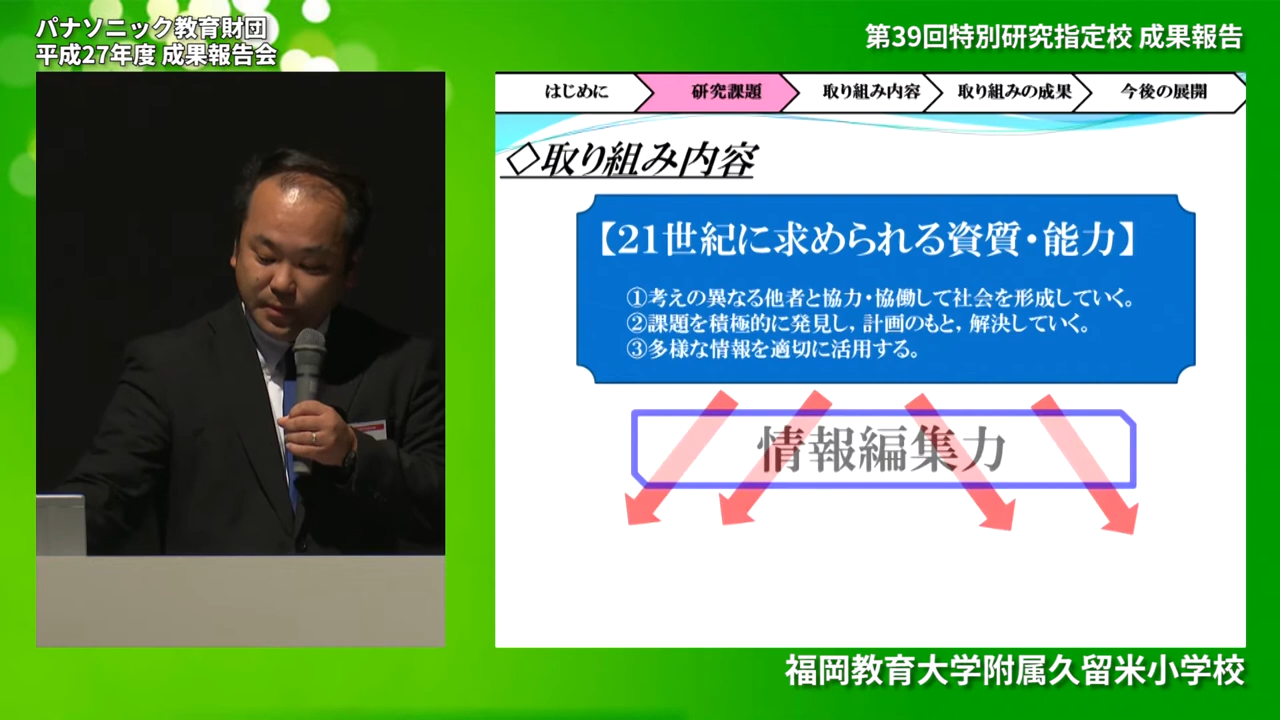 パナソニック教育財団
平成27年度 成果報告会
第39回特別研究指定校 成果報告
はじめに
研究課題
取り組み内容
取り組みの成果
今後の展開
◇取り組み内容
【21世紀に求められる資質・能力】
①考えの異なる他者と協力・協働して社会を形成していく。
②課題を積極的に発見し，計画のもと，解決していく。
③多様な情報を適切に活用する。
情報編集力
福岡教育大学附属久留米小学校